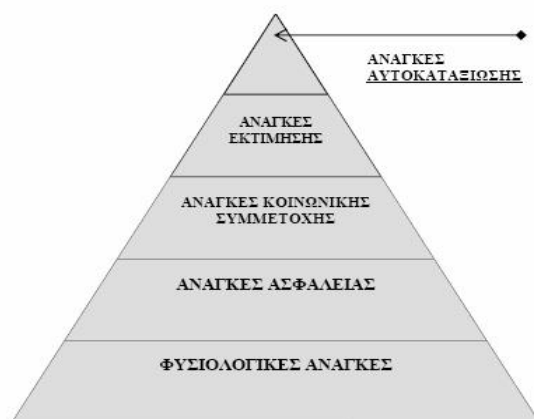 ΑΝΑΓΚΕΣ
ΑΥΤΟΚΑΤΑΞΙΩΣΗΣ
ΑΝΑΓΚΕΣ
ΕΚΤΙΜΗΣΗΣ
ΑΝΑΓΚΕΣ ΚΟΙΝΩΝΙΚΗΣ
ΣΥΜΜΕΤΟΧΗΣ
ΑΝΑΓΚΕΣ ΑΣΦΑΛΕΙΑΣ
ΦΥΣΙΟΛΟΓΙΚΕΣ ΑΝΑΓΚΕΣ